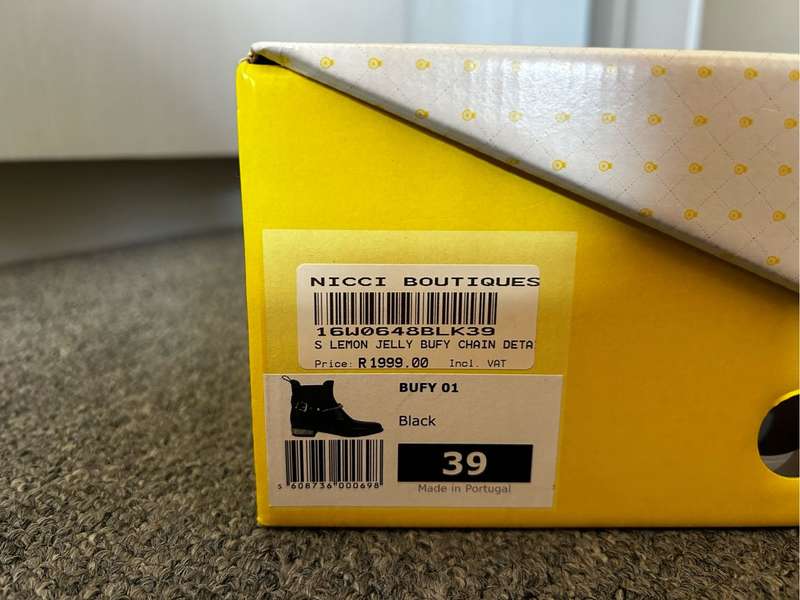 NICCI BOUTIQUES
16W0648BLK39
S LEMON JELLY BUFY CHAIN DETA
Price: R1999.00 Incl. VAT
BUFY 01
Black
39
5 608736 000698
Made in Portugal